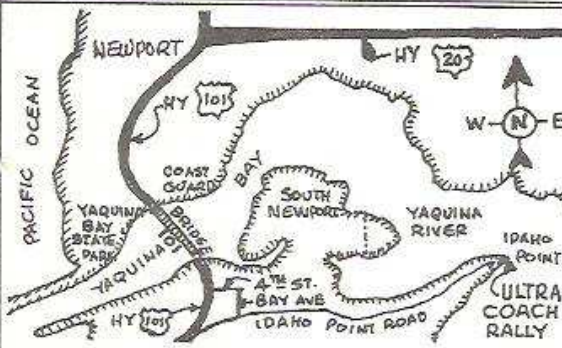 NEWPORT
HY 20
HY 101
PACIFIC OCEAN
W N E
COAST
GUARD
BAY
YAQUINA
BAY
STATE
PARK
BRIDGE
101
YAQUINA
SOUTH
NEWPORT
YAQUINA
RIVER
IDAHO
POINT
4TH ST.
BAY AVE
HY 101
IDAHO POINT ROAD
ULTRA
COACH
RALLY